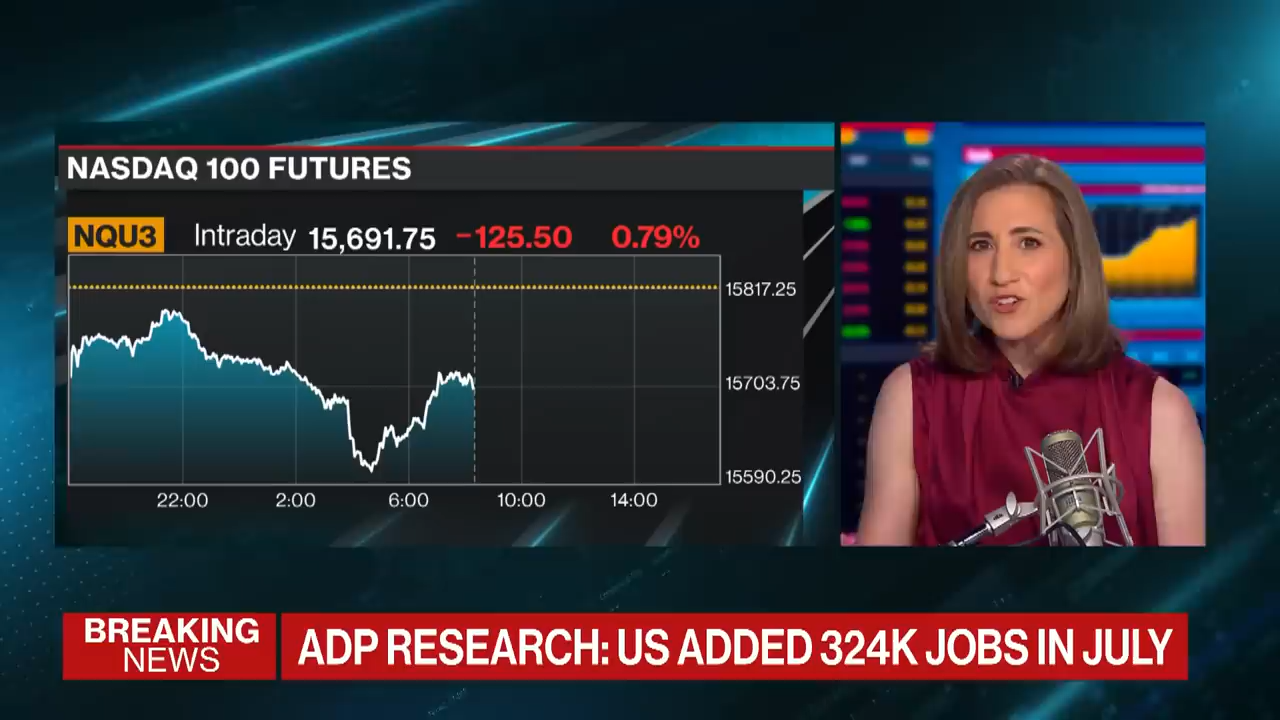 NASDAQ 100 FUTURES
NQU3 Intraday 15,691.75 -125.50 0.79%
15817.25
15703.75
15590.25
22:00 2:00 6:00 10:00 14:00
BREAKING
NEWS
ADP RESEARCH: US ADDED 324K JOBS IN JULY